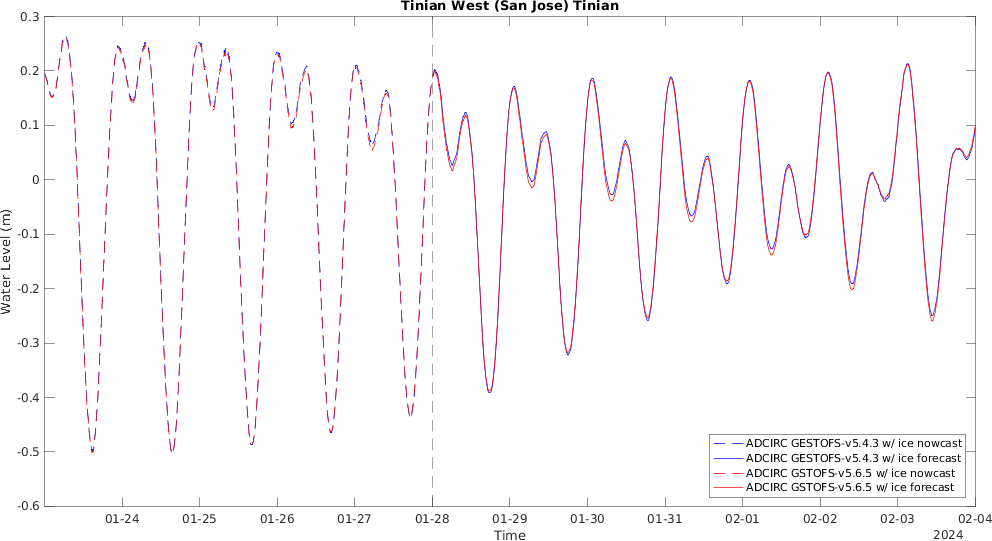 Tinian West (San Jose) Tinian
0.3
0.2
0.1
0
-0.1
-0.2
-0.3
-0.4
-0.5
-0.6
Water Level (m)
ADCIRC GESTOFS-v5.4.3 w/ ice nowcast
ADCIRC GESTOFS-v5.4.3 w/ ice forecast
ADCIRC GSTOFS-v5.6.5 w/ ice nowcast
ADCIRC GSTOFS-v5.6.5 w/ ice forecast
01-24 01-25 01-26 01-27 01-28 01-29 01-30 01-31 02-01 02-02 02-03 02-04
Time
2024